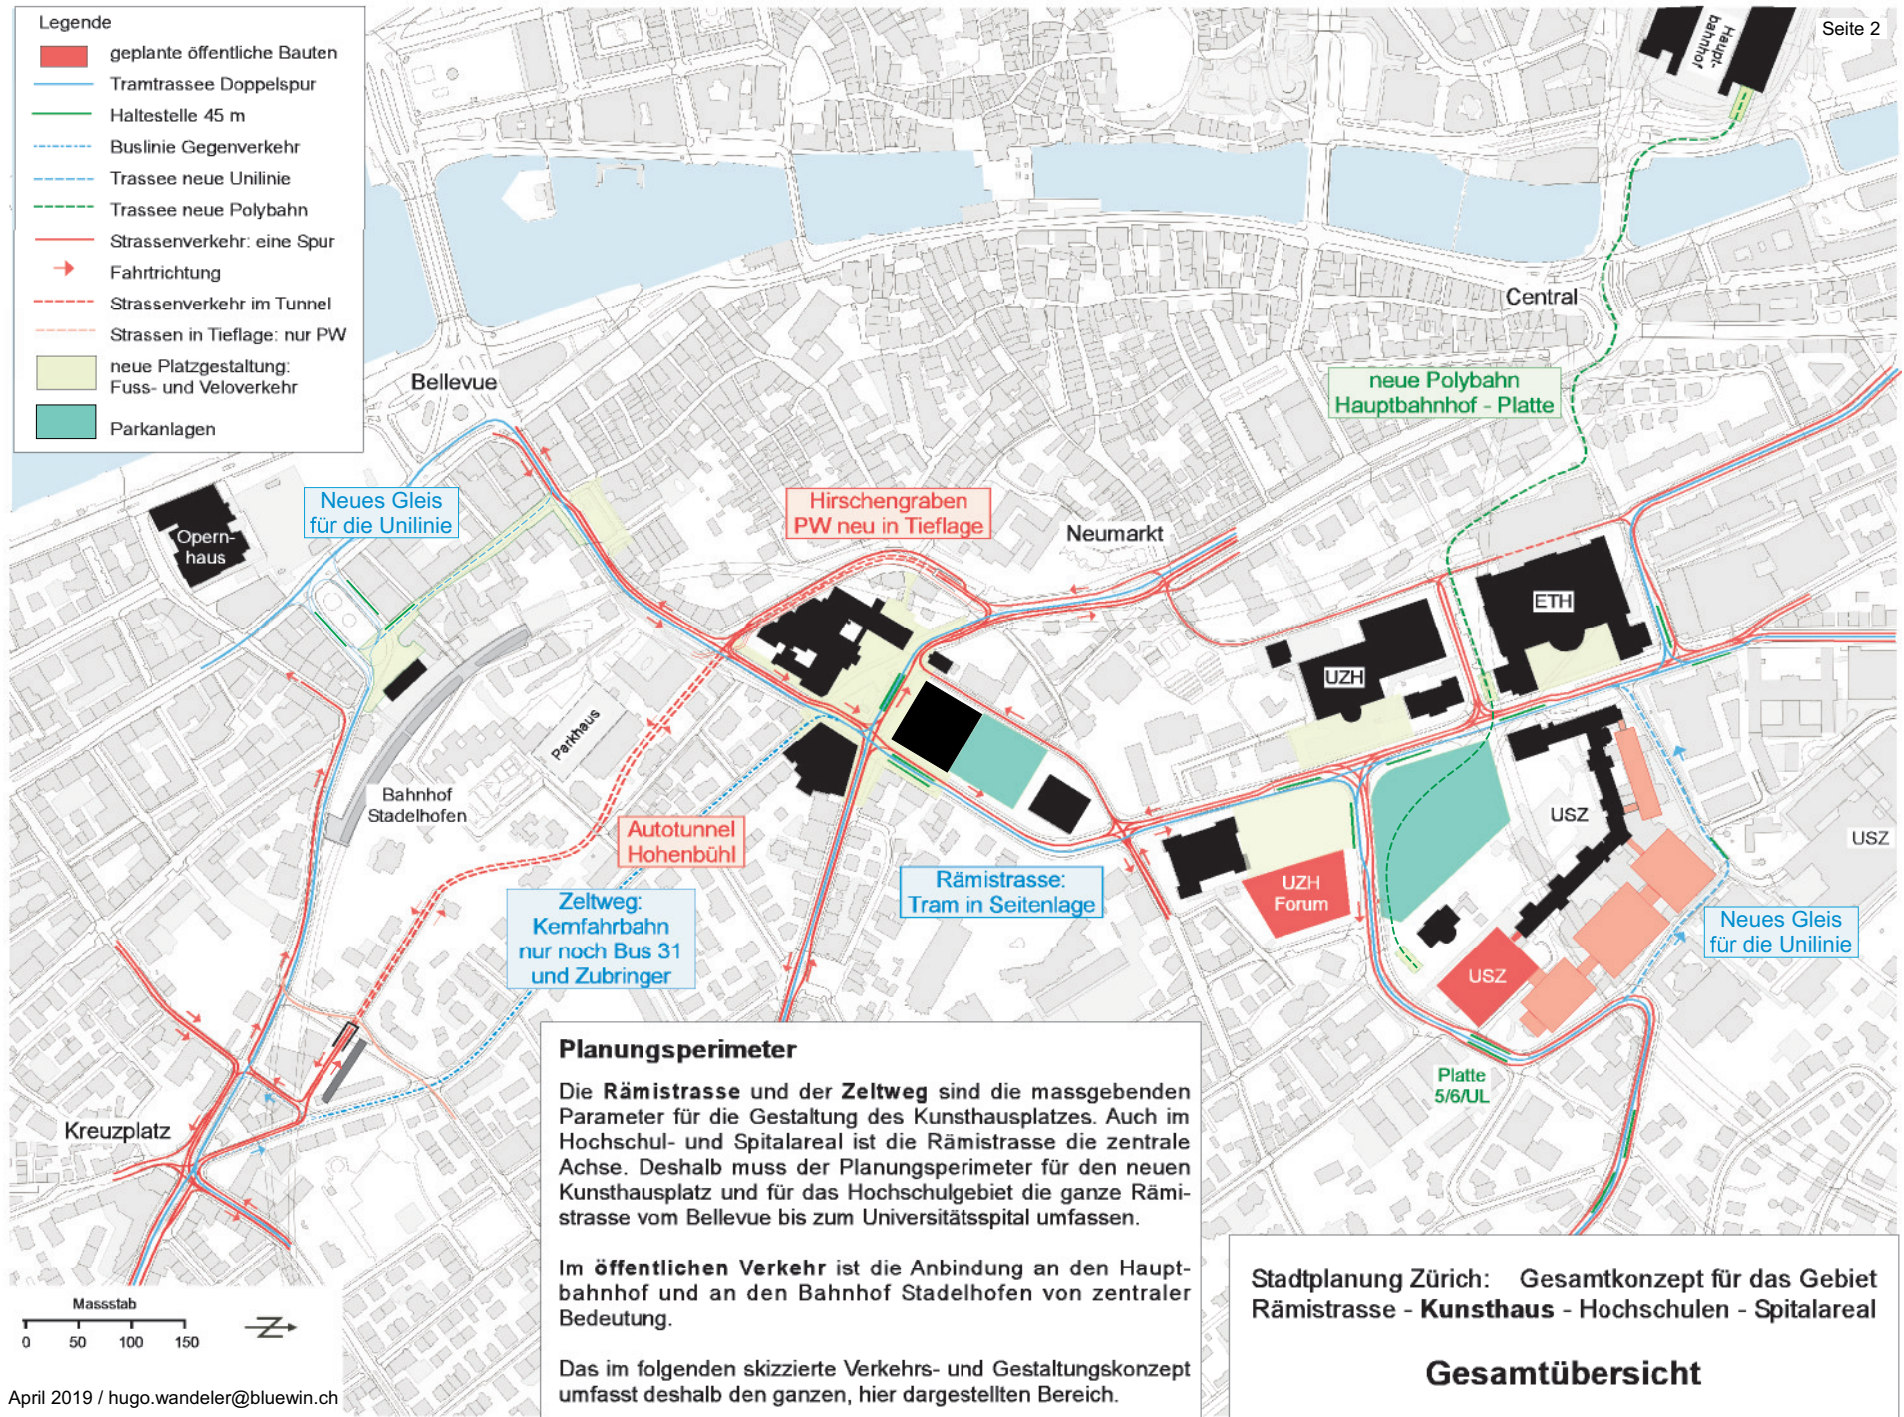 Legende
geplante öffentliche Bauten
Tramtrassee Doppelspur
Haltestelle 45 m
Buslinie Gegenverkehr
Trassee neue Unilinie
Trassee neue Polybahn
Strassenverkehr: eine Spur
Fahrtrichtung
Strassenverkehr im Tunnel
Strassen in Tieflage: nur PW
neue Platzgestaltung:
Fuss- und Veloverkehr
Parkanlagen
Haupt-
bahnhof
Seite 2
Central
Bellevue
neue Polybahn
Hauptbahnhof - Platte
Neues Gleis
für die Unilinie
Opern-
haus
Hirschengraben
PW neu in Tieflage
Neumarkt
ETH
UZH
Parkhaus
Bahnhof
Stadelhofen
Autotunnel
Hohenbühl
USZ
USZ
Rämistrasse:
Tram in Seitenlage
UZH
Forum
Zeltweg:
Kernfahrbahn
nur noch Bus 31
und Zubringer
Neues Gleis
für die Unilinie
USZ
Platte
5/6/UL
Kreuzplatz
Planungsperimeter
Die Rämistrasse und der Zeltweg sind die massgebenden
Parameter für die Gestaltung des Kunsthausplatzes. Auch im
Hochschul- und Spitalareal ist die Rämistrasse die zentrale
Achse. Deshalb muss der Planungsperimeter für den neuen
Kunsthausplatz und für das Hochschulgebiet die ganze Rämi-
strasse vom Bellevue bis zum Universitätsspital umfassen.
Im öffentlichen Verkehr ist die Anbindung an den Haupt-
bahnhof und an den Bahnhof Stadelhofen von zentraler
Bedeutung.
Das im folgenden skizzierte Verkehrs- und Gestaltungskonzept
umfasst deshalb den ganzen, hier dargestellten Bereich.
Massstab
0 50 100 150
April 2019 / hugo.wandeler@bluewin.ch
Stadtplanung Zürich: Gesamtkonzept für das Gebiet
Rämistrasse - Kunsthaus - Hochschulen - Spitalareal
Gesamtübersicht